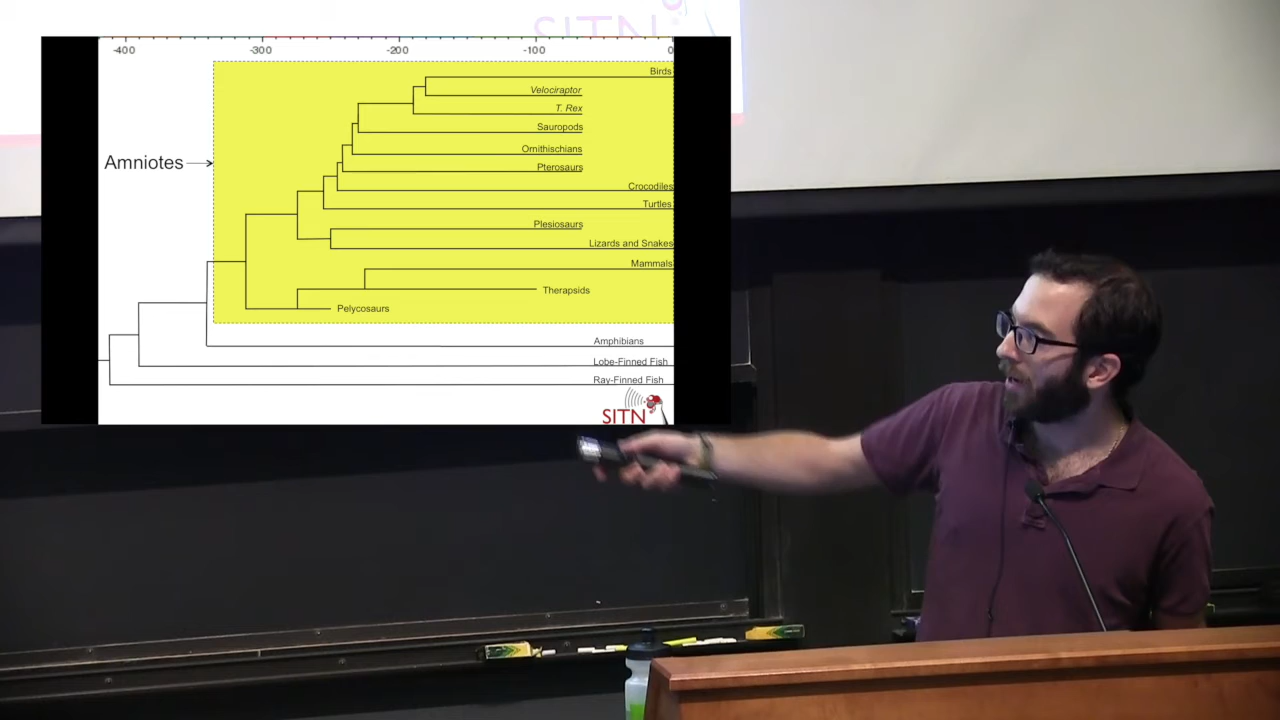 SITN
-400 -300 -200 -100 0
Birds
Velociraptor
T. Rex
Sauropods
Ornithischians
Amniotes
Pterosaurs
Crocodiles
Turtles
Plesiosaurs
Lizards and Snakes
Mammals
Therapsids
Pelycosaurs
Amphibians
Lobe-Finned Fish
Ray-Finned Fish
SITN